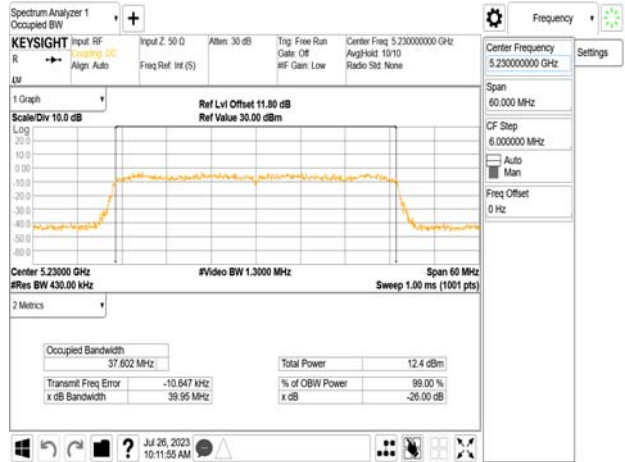 Spectrum Analyzer 1
Occupied BW
Frequency
KEYSIGHT Input: RF Input Z: 50 Ω Atten: 30 dB Trig: Free Run Center Freq: 5.230000000 GHz
Coupling: DC Gate: Off Avg|Hold: 10/10
R Align: Auto Freq Ref: Int (S) #IF Gain: Low Radio Std: None
Center Frequency
5.230000000 GHz
Settings
Span
60.000 MHz
CF Step
6.000000 MHz
Auto
Man
Freq Offset
0 Hz
1 Graph
Ref Lvl Offset 11.80 dB
Scale/Div 10.0 dB Ref Value 30.00 dBm
Log
20.0
10.0
0.00
-10.0
-20.0
-30.0
-40.0
-50.0
-60.0
Center 5.23000 GHz #Video BW 1.3000 MHz Span 60 MHz
#Res BW 430.00 kHz Sweep 1.00 ms (1001 pts)
2 Metrics
Occupied Bandwidth
37.602 MHz Total Power 12.4 dBm
Transmit Freq Error -10.647 kHz % of OBW Power 99.00 %
x dB Bandwidth 39.95 MHz x dB -26.00 dB
Jul 26, 2023
10:11:55 AM